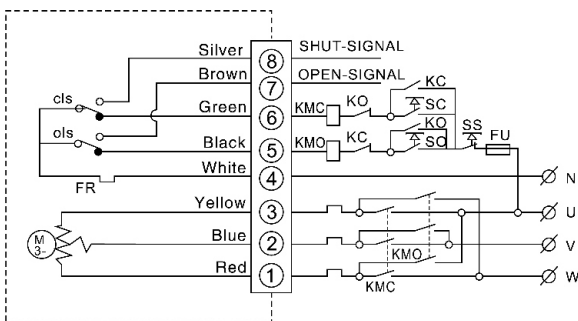 Silver 8 SHUT-SIGNAL
Brown 7 OPEN-SIGNAL KC
cls Green 6 KMC KO SC
KO
ols Black 5 KMO KC SO SS FU
White 4 N
FR
Yellow 3 U
M
3~ Blue 2 V
KMO
Red 1 W
KMC